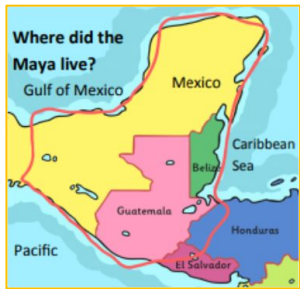 Where did the
Maya live?
Gulf of Mexico
Mexico
Caribbean
Sea
Belize
Guatemala
Honduras
Pacific
El Salvador